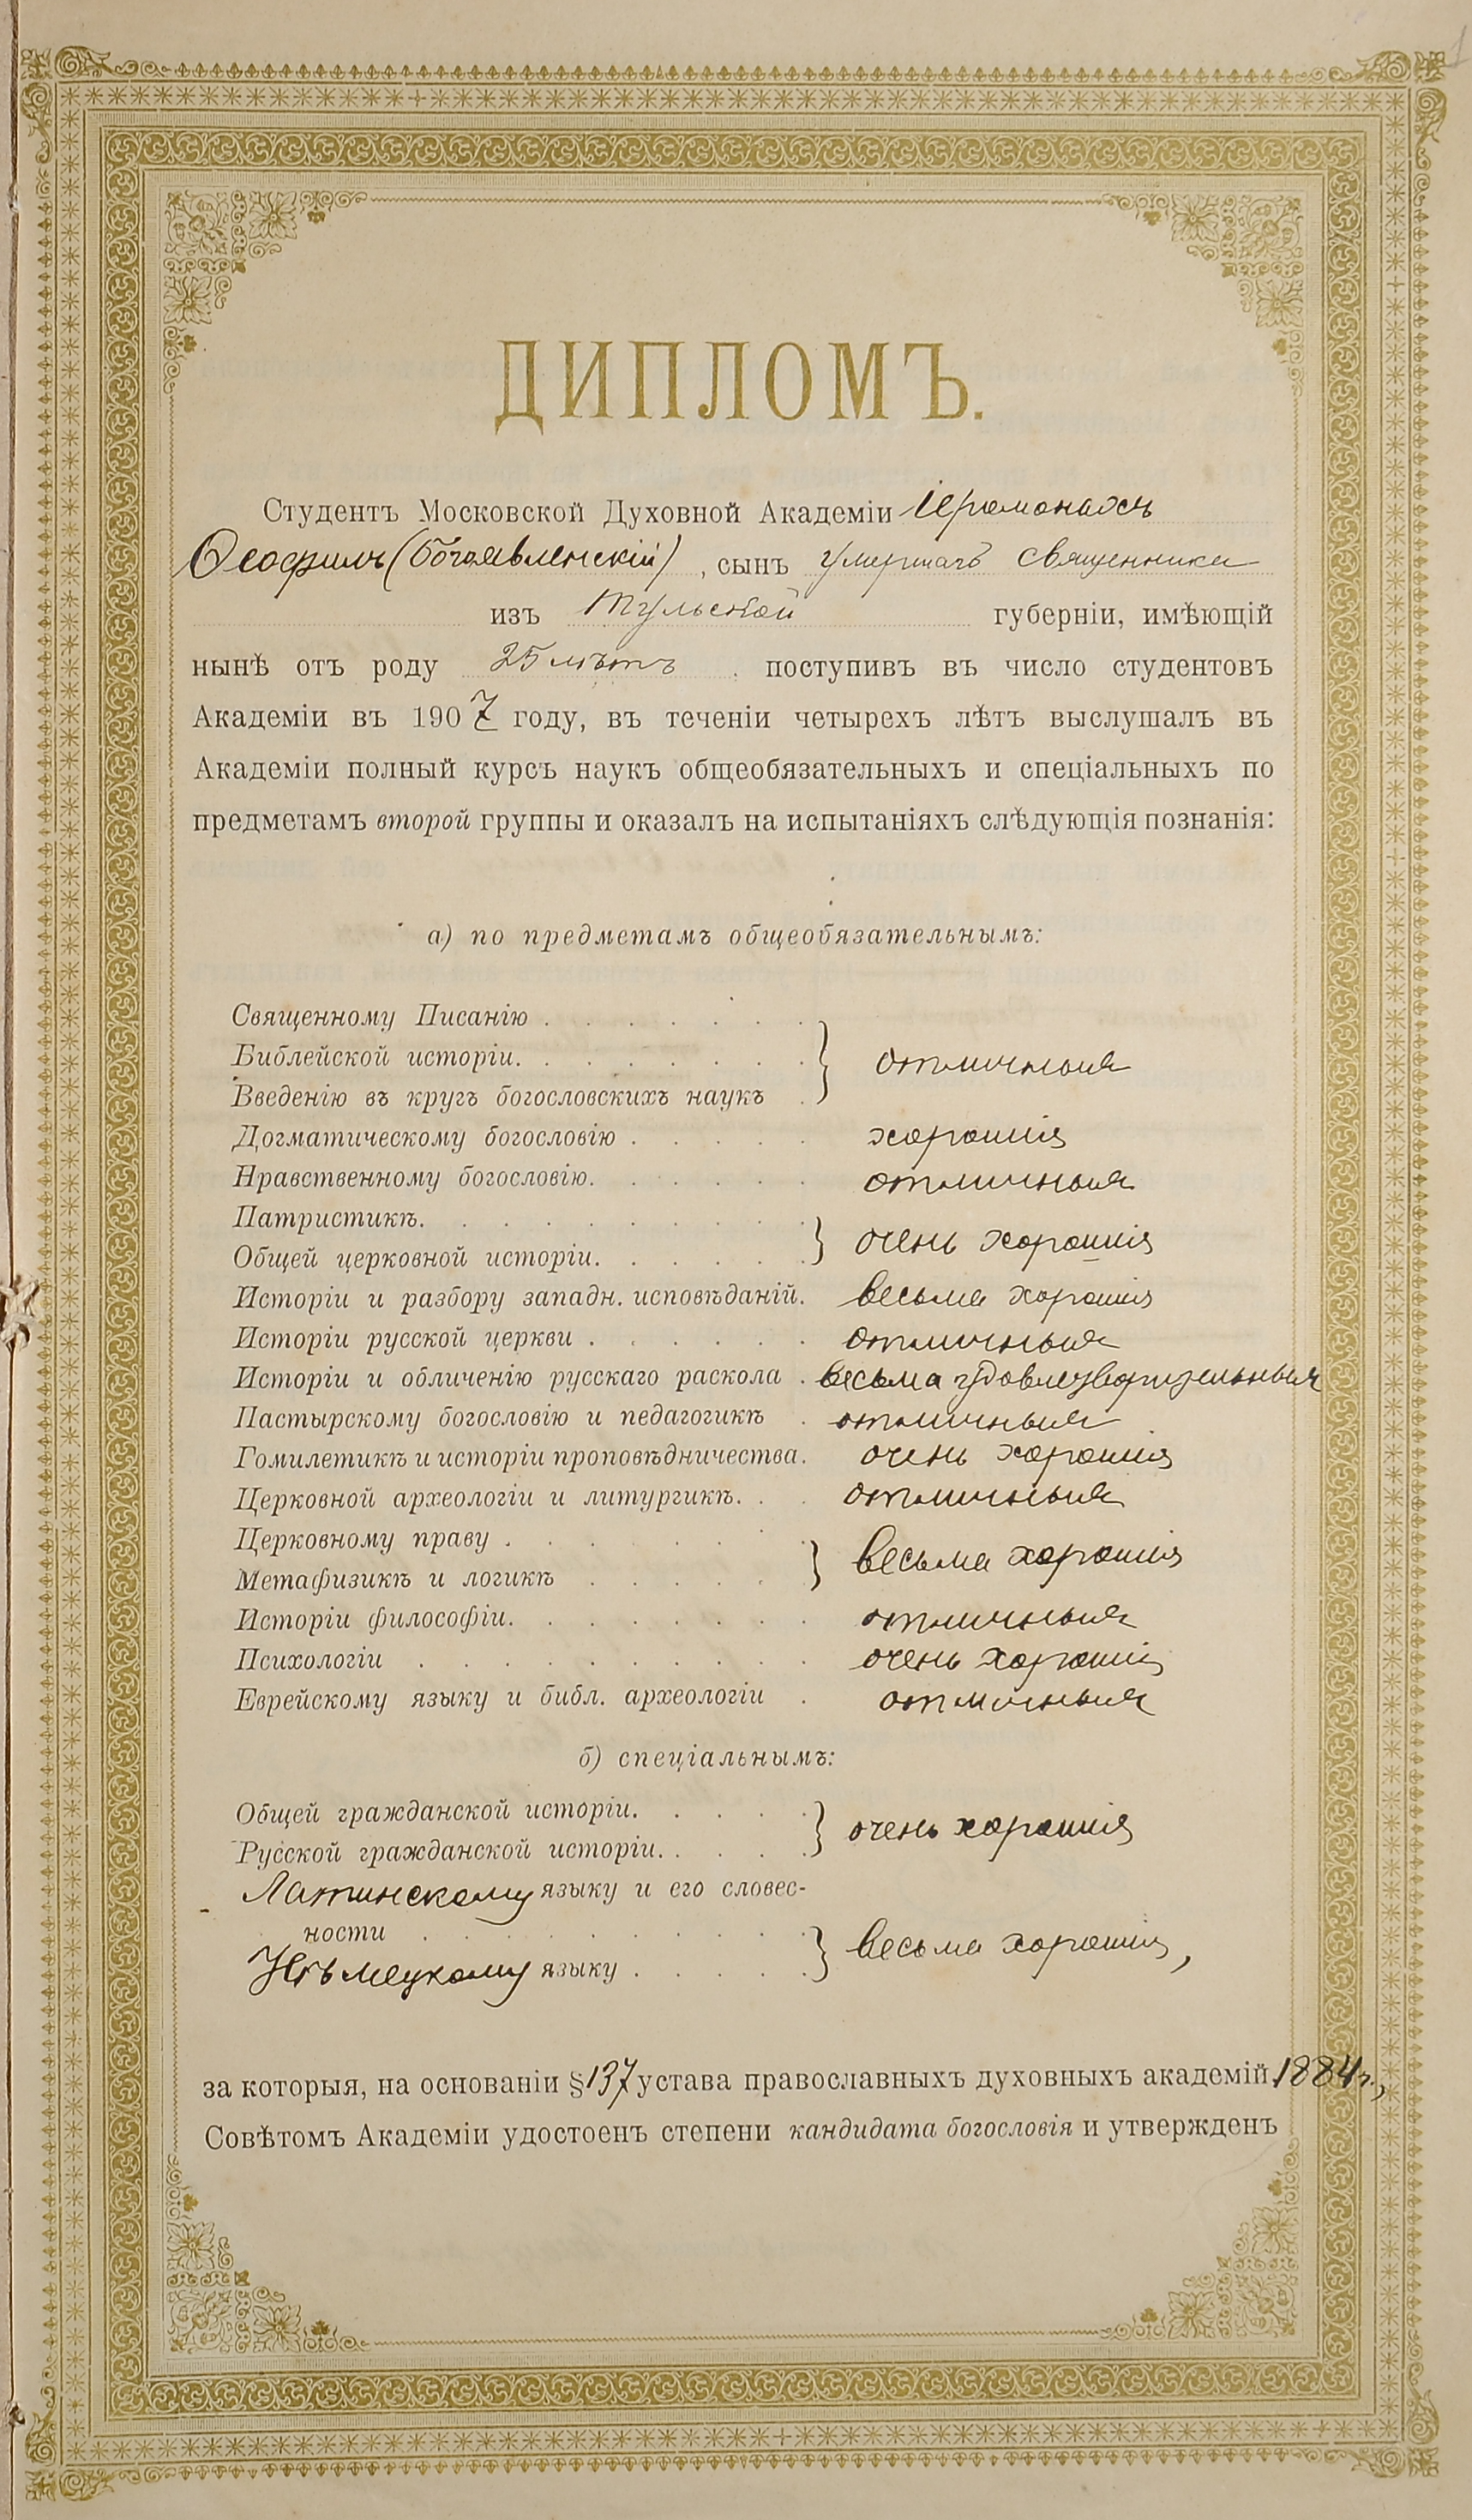 ДИПЛОМЪ.
Студентъ Московской Духовной Академіи Іеромонахъ
Ѳеофилъ (Богоявленскій), сынъ умершаго священника
изъ Тульской губерніи, имѣющій
нынѣ отъ роду 25 лѣтъ . поступивъ въ число студентовъ
Академіи въ 1907 году, въ теченіи четырехъ лѣтъ выслушалъ въ
Академіи полный курсъ наукъ общеобязательныхъ и спеціальныхъ по
предметамъ второй группы и оказалъ на испытаніяхъ слѣдующія познанія:
а) по предметамъ общеобязательнымъ:
Священному Писанію . . . . . . .
Библейской исторіи. . . . . . . . } отличныя
Введенію въ кругъ богословскихъ наукъ .
Догматическому богословію . . . . . хорошія
Нравственному богословію. . . . . . отличныя
Патристикѣ. . . . . . . . . .
Общей церковной исторіи. . . . . . } очень хорошія
Исторіи и разбору западн. исповѣданій. весьма хорошія
Исторіи русской церкви . . . . . . отличныя
Исторіи и обличенію русскаго раскола . весьма удовлетворительныя
Пастырскому богословію и педагогикѣ . отличныя
Гомилетикѣ и исторіи проповѣдничества. очень хорошія
Церковной археологіи и литургикѣ. . . отличныя
Церковному праву . . . . . . .
Метафизикѣ и логикѣ . . . . . } весьма хорошія
Исторіи философіи. . . . . . . . отличныя
Психологіи . . . . . . . . . . очень хорошія
Еврейскому языку и библ. археологіи . отличныя
б) спеціальнымъ:
Общей гражданской исторіи. . . . .
Русской гражданской исторіи. . . . . } очень хорошія
Латинскому языку и его словес-
ности . . . . . . . . . .
Нѣмецкому языку . . . . . } весьма хорошія,
за которыя, на основаніи § 137 устава православныхъ духовныхъ академій 1884 г.,
Совѣтомъ Академіи удостоенъ степени кандидата богословія и утвержденъ